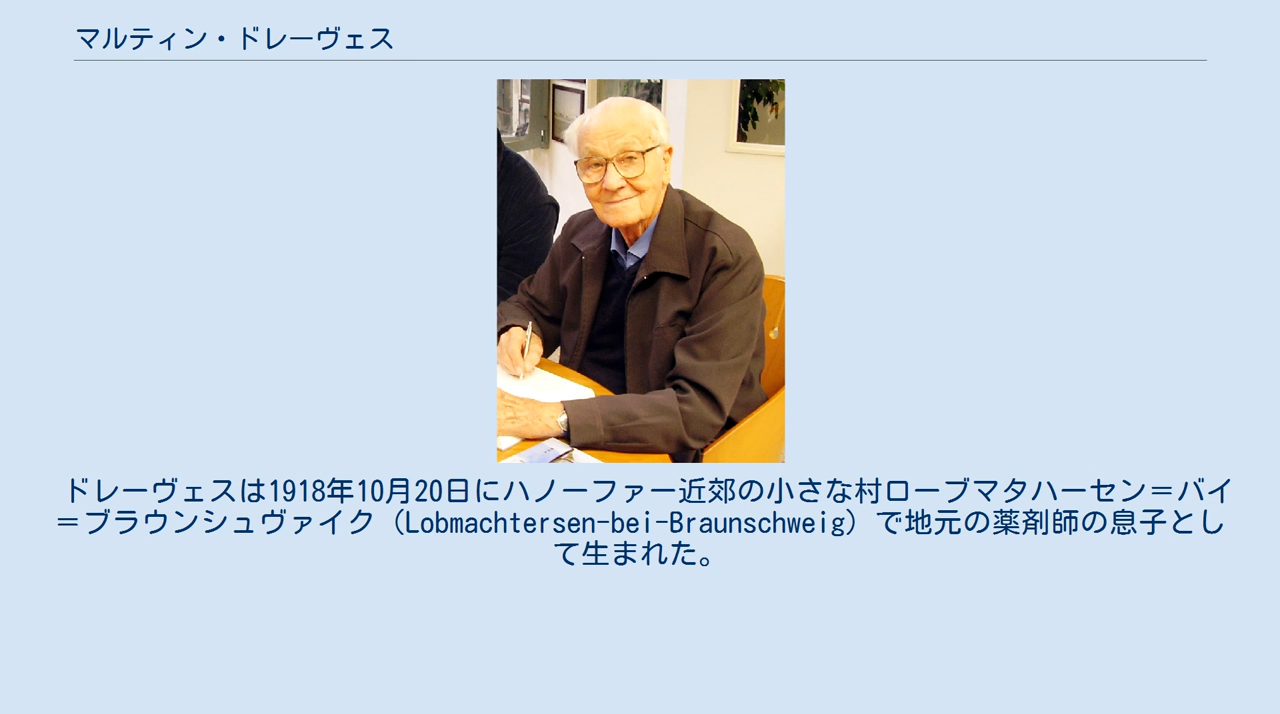 マルティン・ドレーヴェス
ドレーヴェスは1918年10月20日にハノーファー近郊の小さな村ローブマタハーセン＝バイ
＝ブラウンシュヴァイク（Lobmachtersen-bei-Braunschweig）で地元の薬剤師の息子とし
て生まれた。